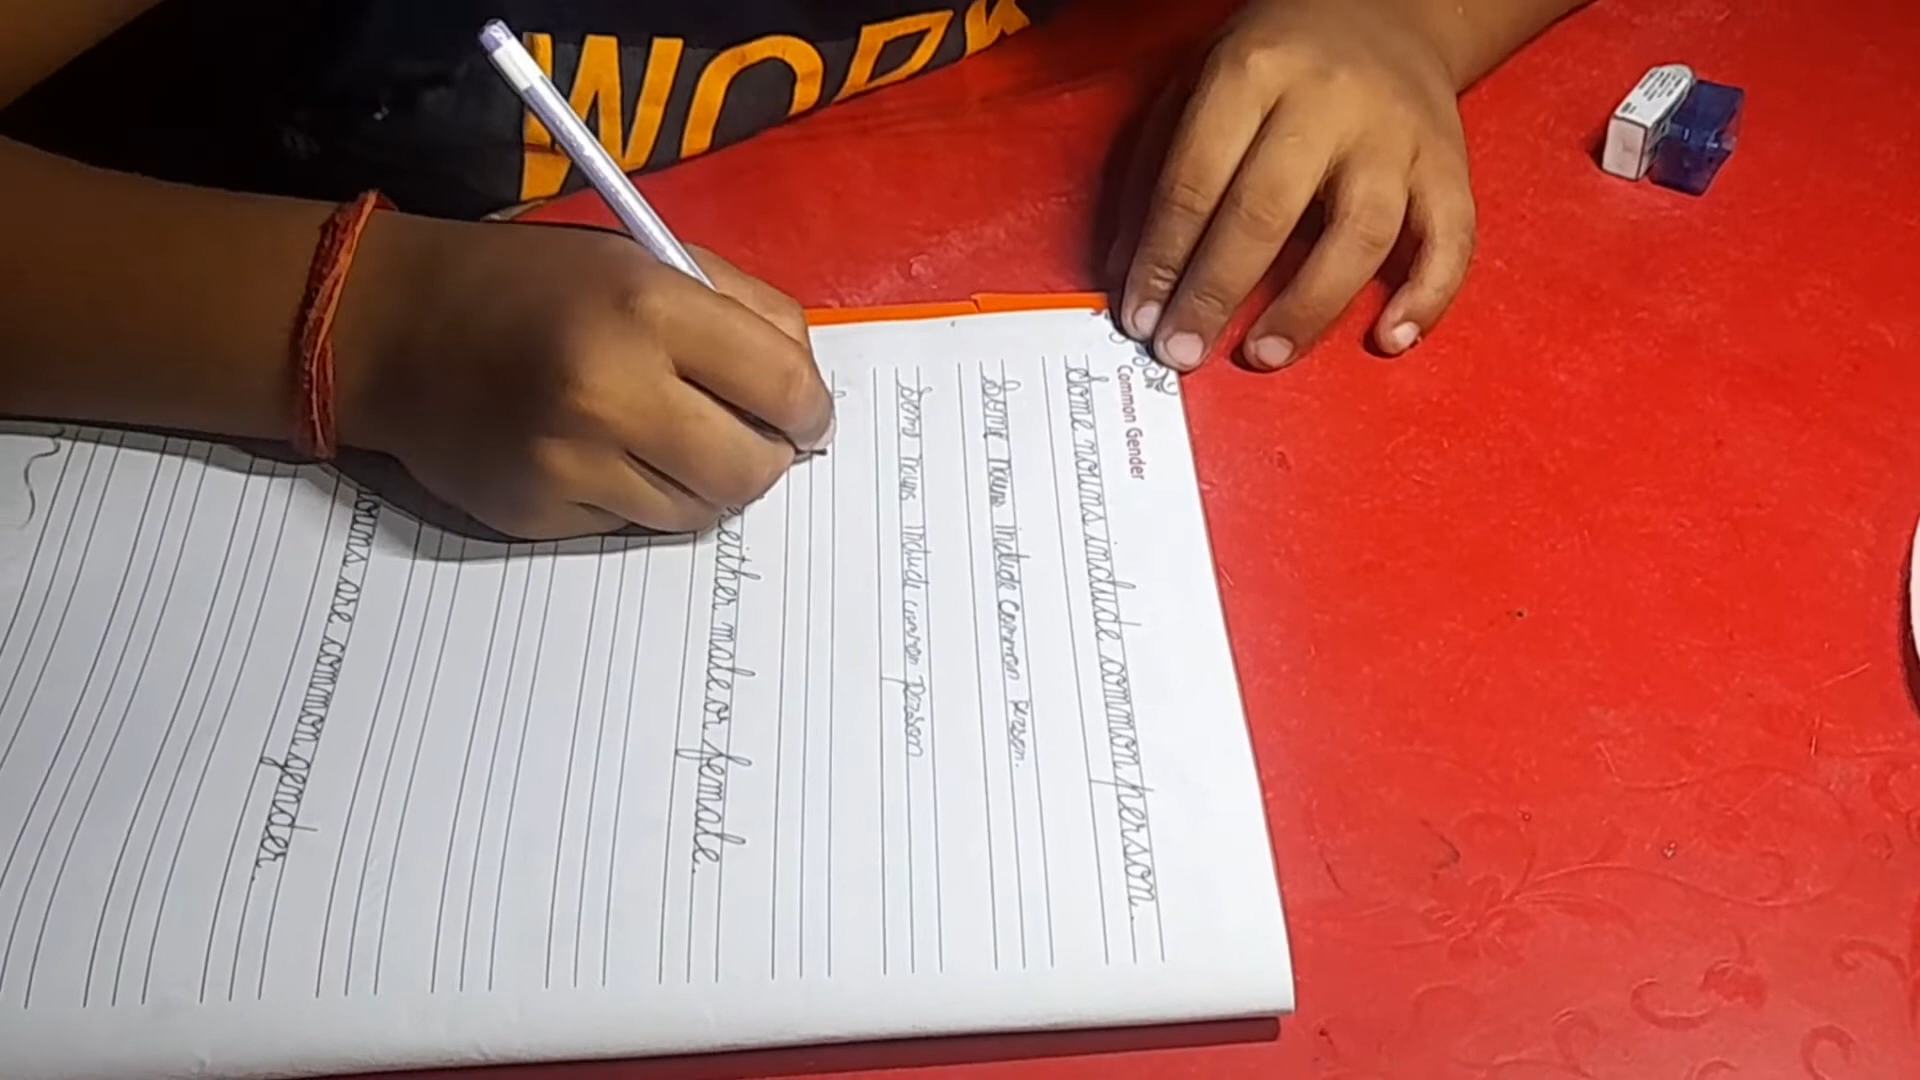 WORK
Common Gender
Some nouns include common person.
Some nouns include common person.
Some nouns include common person
either male or female.
nouns are common gender.